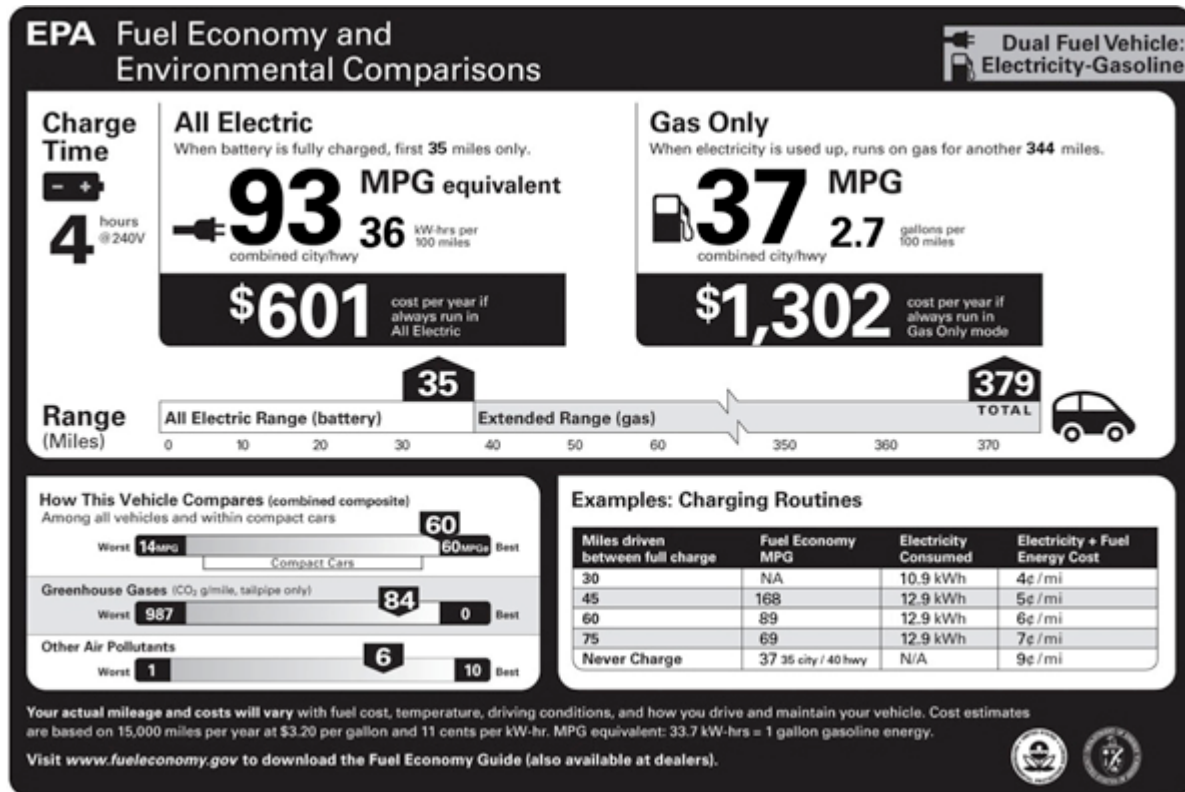 EPA Fuel Economy and
Environmental Comparisons
Dual Fuel Vehicle:
Electricity-Gasoline
Charge
Time
4 hours
@240V
All Electric
When battery is fully charged, first 35 miles only.
93 MPG equivalent
36 kW-hrs per
100 miles
combined city/hwy
$601 cost per year if
always run in
All Electric
Gas Only
When electricity is used up, runs on gas for another 344 miles.
37 MPG
2.7 gallons per
100 miles
combined city/hwy
$1,302 cost per year if
always run in
Gas Only mode
35
379
TOTAL
Range
(Miles)
All Electric Range (battery) Extended Range (gas)
0 10 20 30 40 50 60 350 360 370
How This Vehicle Compares (combined composite)
Among all vehicles and within compact cars
60
Worst 14MPG 60MPGe Best
Compact Cars
Greenhouse Gases (CO₂ g/mile, tailpipe only)
84
Worst 987 0 Best
Other Air Pollutants
6
Worst 1 10 Best
Examples: Charging Routines
Miles driven
between full charge
Fuel Economy
MPG
Electricity
Consumed
Electricity + Fuel
Energy Cost
30 NA 10.9 kWh 4¢/mi
45 168 12.9 kWh 5¢/mi
60 89 12.9 kWh 6¢/mi
75 69 12.9 kWh 7¢/mi
Never Charge 37 35 city / 40 hwy N/A 9¢/mi
Your actual mileage and costs will vary with fuel cost, temperature, driving conditions, and how you drive and maintain your vehicle. Cost estimates
are based on 15,000 miles per year at $3.20 per gallon and 11 cents per kW-hr. MPG equivalent: 33.7 kW-hrs = 1 gallon gasoline energy.
Visit www.fueleconomy.gov to download the Fuel Economy Guide (also available at dealers).